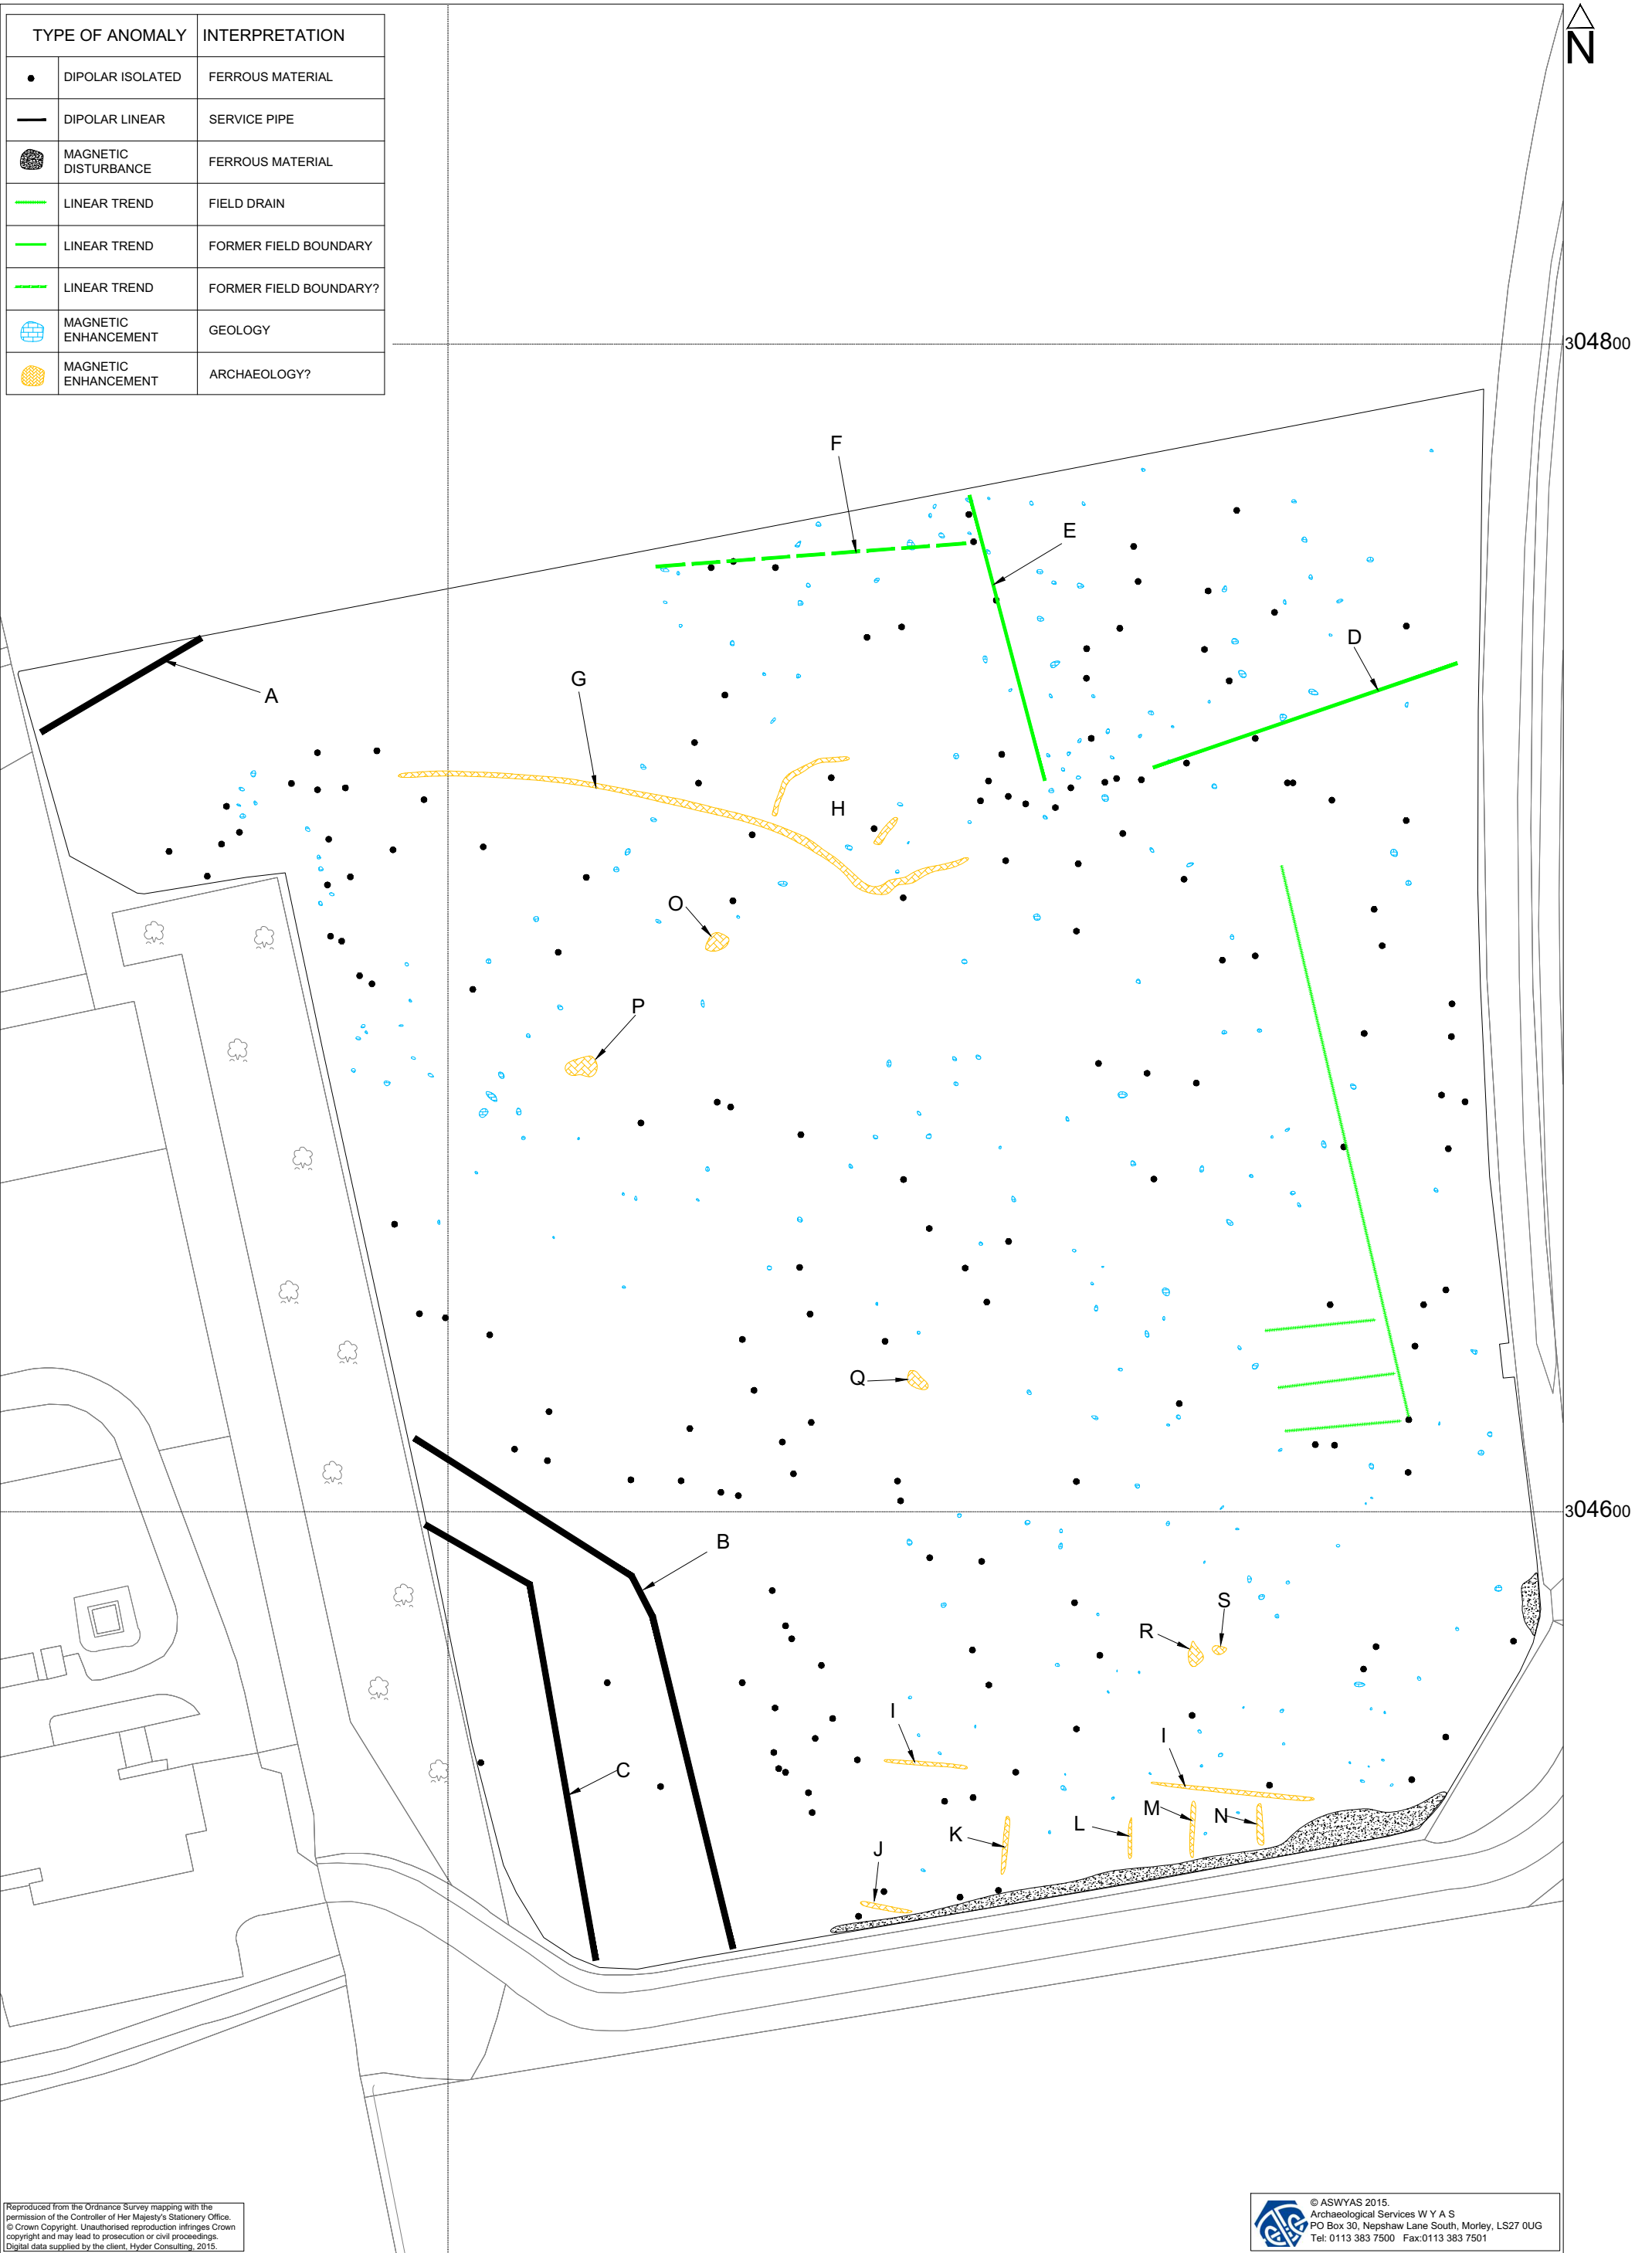 TYPE OF ANOMALY INTERPRETATION
DIPOLAR ISOLATED FERROUS MATERIAL
DIPOLAR LINEAR SERVICE PIPE
MAGNETIC
DISTURBANCE FERROUS MATERIAL
LINEAR TREND FIELD DRAIN
LINEAR TREND FORMER FIELD BOUNDARY
LINEAR TREND FORMER FIELD BOUNDARY?
MAGNETIC
ENHANCEMENT GEOLOGY
MAGNETIC
ENHANCEMENT ARCHAEOLOGY?
N
304800
F
E
D
G
A
H
O
P
Q
304600
B
S
R
I
I
C
M
N
L
K
J
Reproduced from the Ordnance Survey mapping with the
permission of the Controller of Her Majesty's Stationery Office.
© Crown Copyright. Unauthorised reproduction infringes Crown
copyright and may lead to prosecution or civil proceedings.
Digital data supplied by the client, Hyder Consulting, 2015.
© ASWYAS 2015.
Archaeological Services W Y A S
PO Box 30, Nepshaw Lane South, Morley, LS27 0UG
Tel: 0113 383 7500 Fax:0113 383 7501